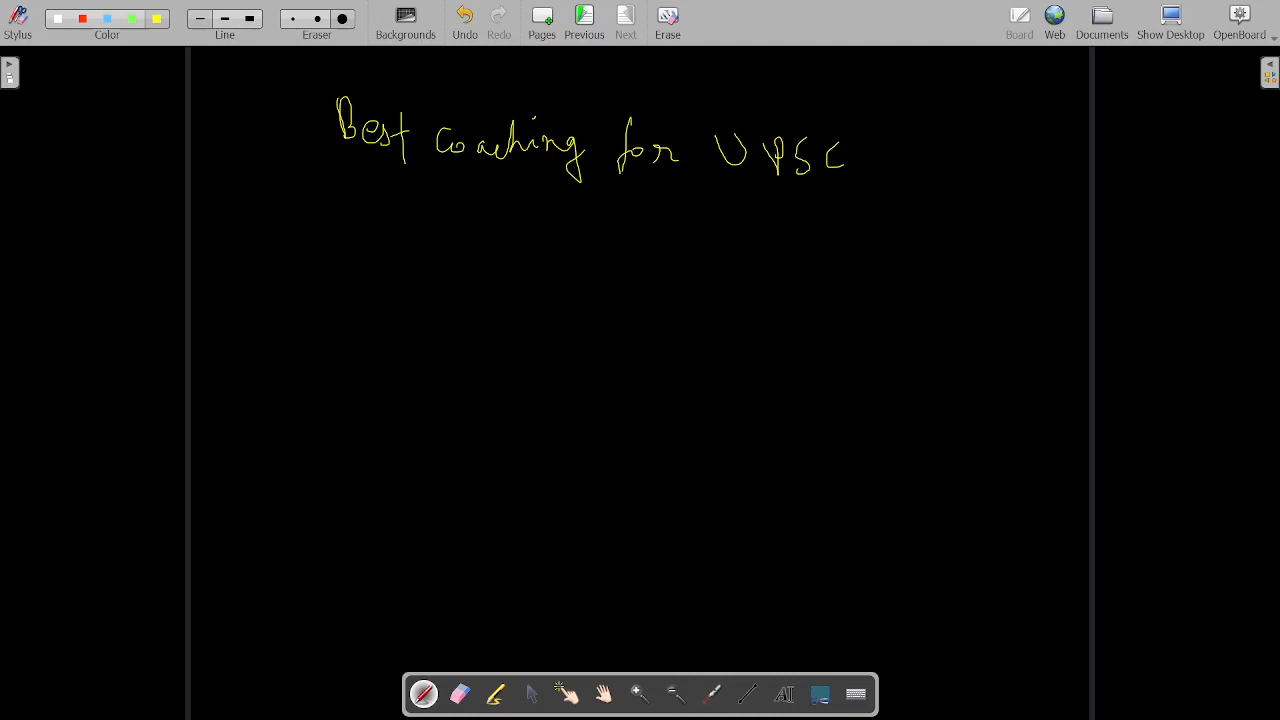 Stylus
Color
Line
Eraser
Backgrounds
Undo
Redo
Pages
Previous
Next
Erase
Board
Web
Documents
Show Desktop
OpenBoard
Best coaching for UPSC
AI